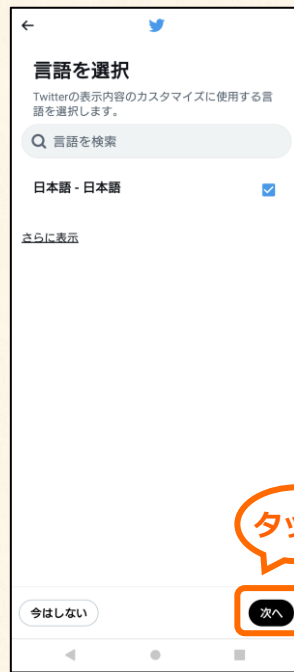 言語を選択
Twitterの表示内容のカスタマイズに使用する言
語を選択します。
言語を検索
日本語 - 日本語
さらに表示
タッ
今はしない
次へ